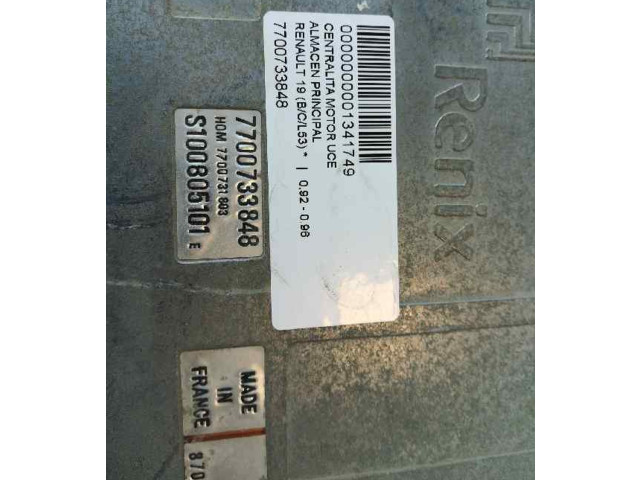 Renix
0000000001341749
CENTRALITA MOTOR UCE
ALMACEN PRINCIPAL
RENAULT 19 (B/C/L53) * | 0.92 - 0.96
7700733848
7700733848
HOM 7700731803
S100805101 E
MADE
IN
FRANCE
870